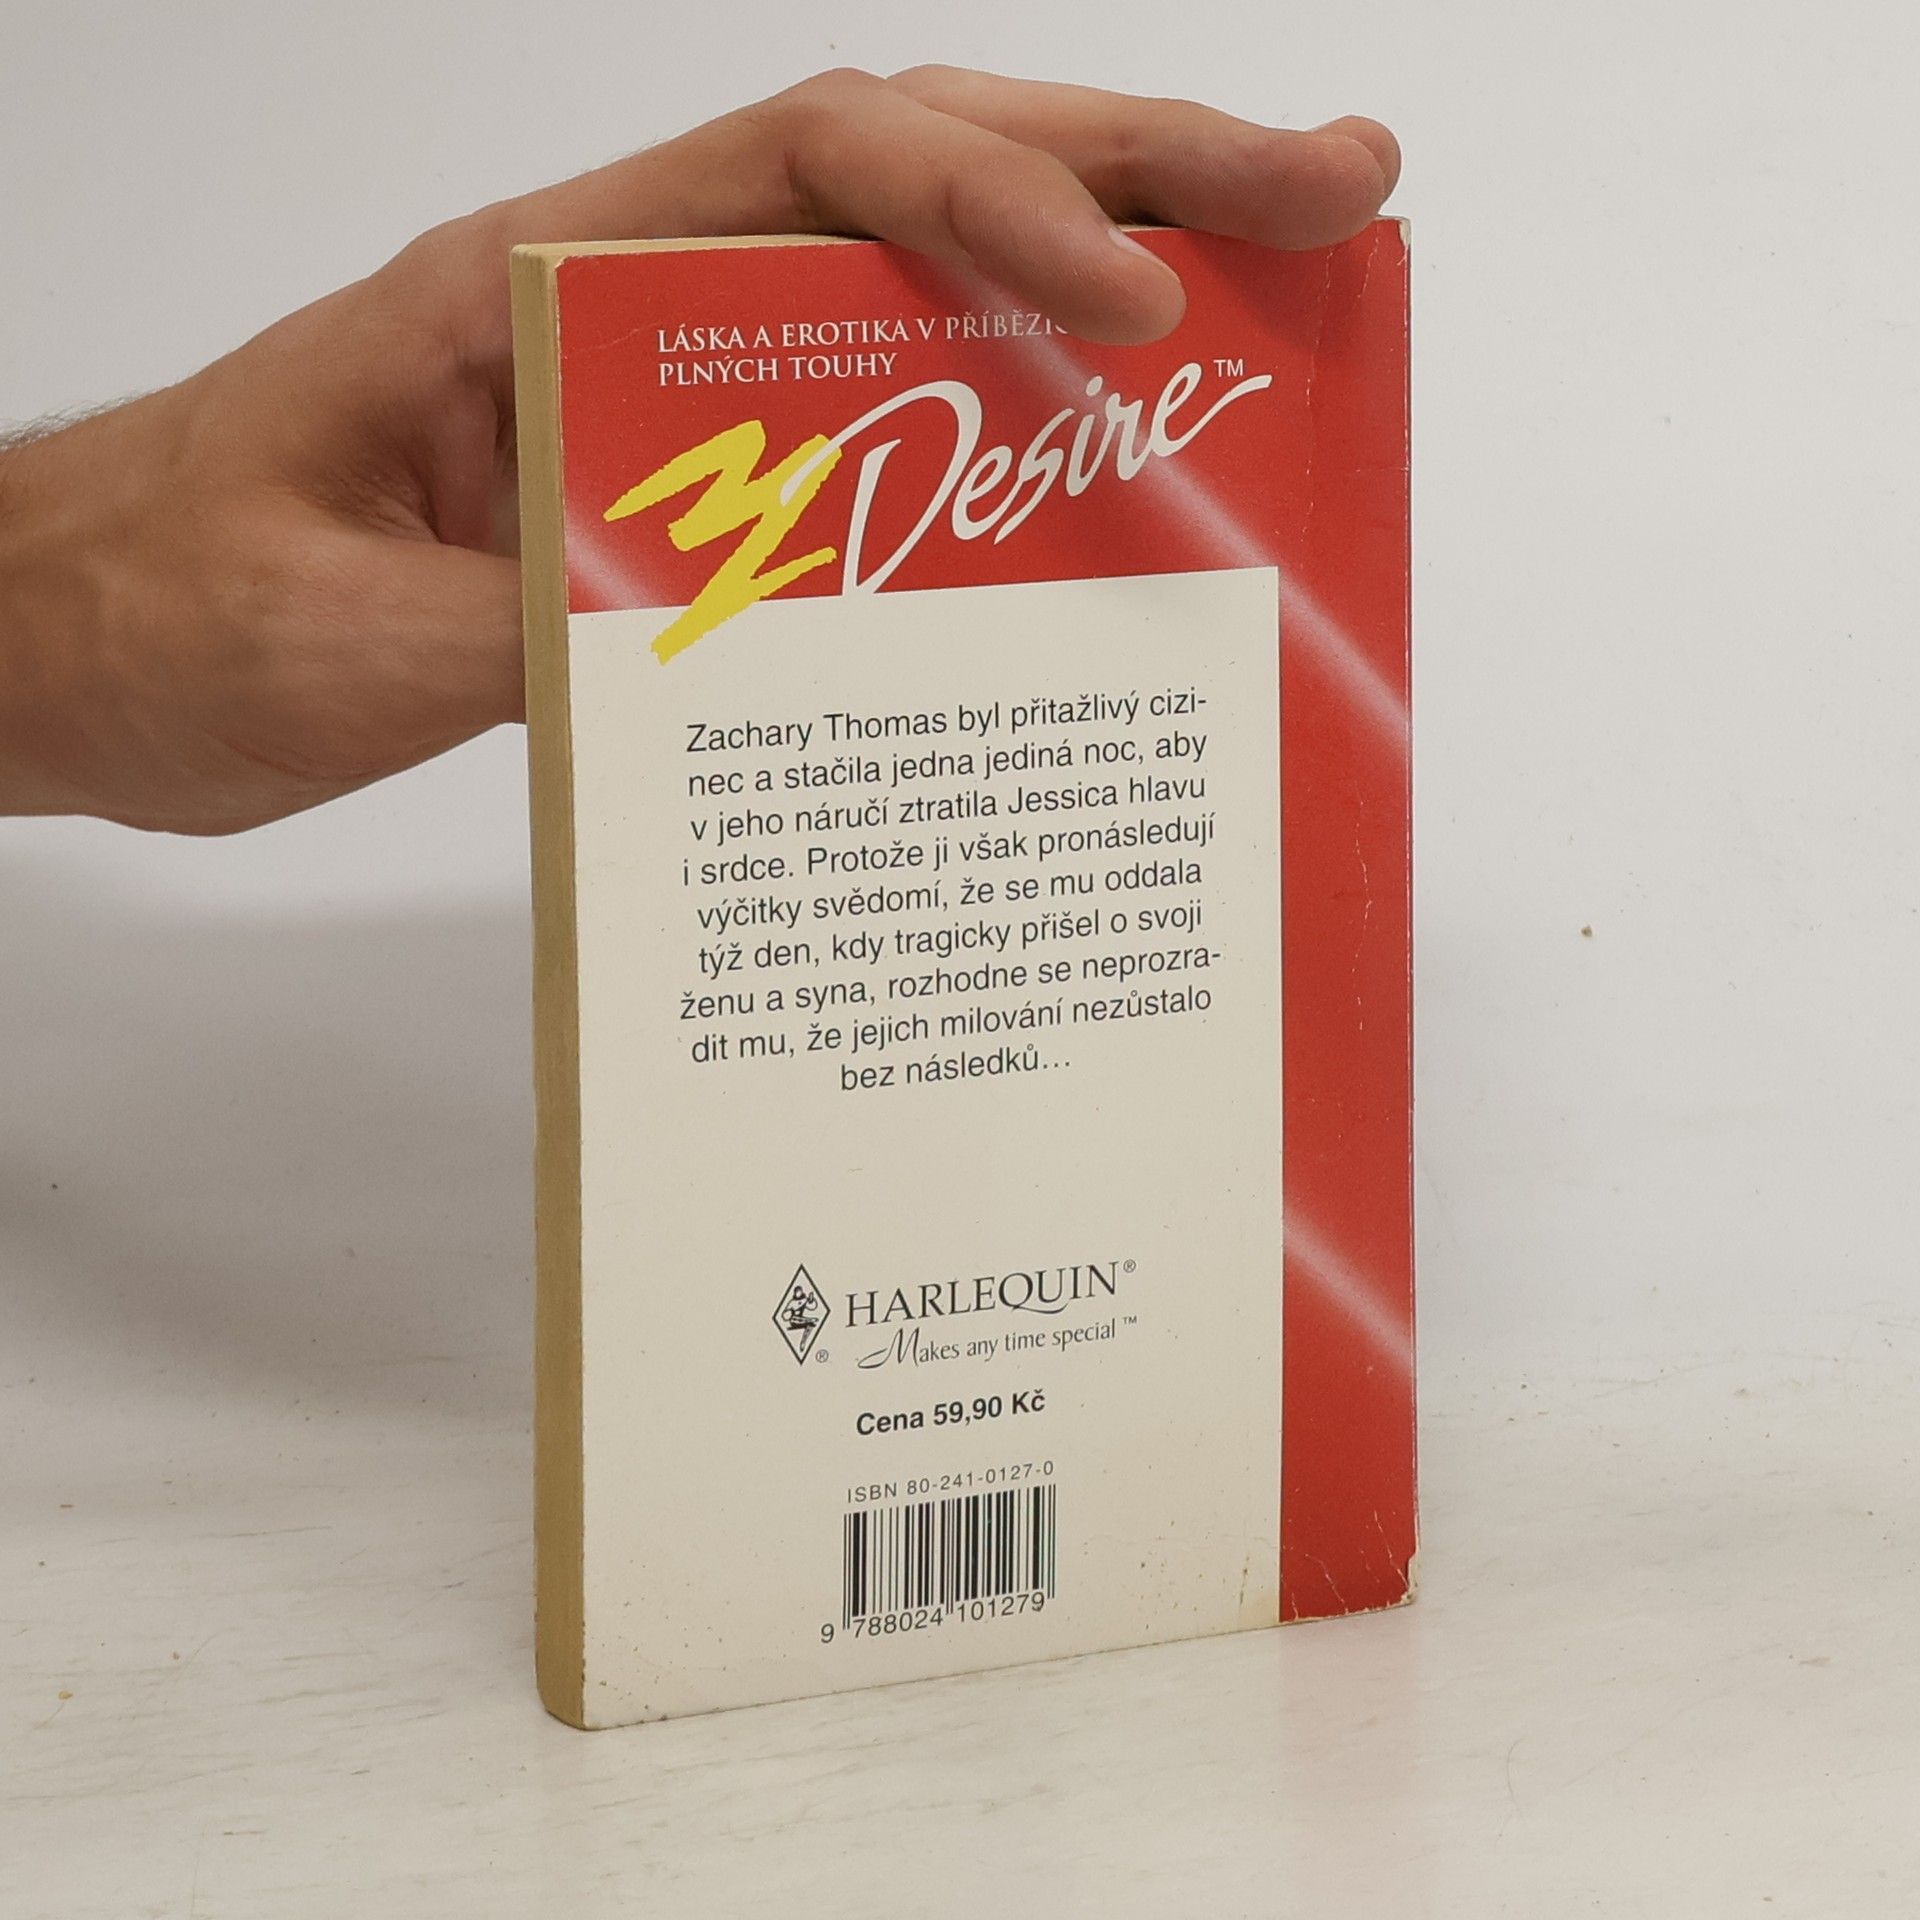 LÁSKA A EROTIKA V
PLNÝCH TOUHY
Desire™
Zachary Thomas byl přitažlivý cizi-
nec a stačila jedna jediná noc, aby
v jeho náručí ztratila Jessica hlavu
i srdce. Protože ji však pronásledují
výčitky svědomí, že se mu oddala
týž den, kdy tragicky přišel o svoji
ženu a syna, rozhodne se neprozra-
dit mu, že jejich milování nezůstalo
bez následků...
HARLEQUIN®
Makes any time special™
®
Cena 59,90 Kč
ISBN 80-241-0127-0
9 788024 101279